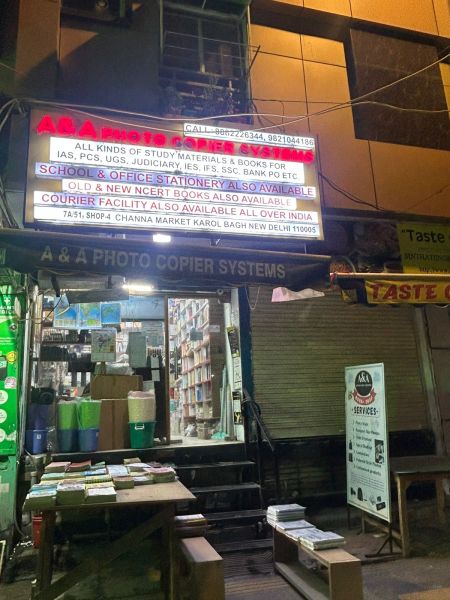 CALL : 8062226344, 9821044186
A&A PHOTO COPIER SYSTEMS
ALL KINDS OF STUDY MATERIALS & BOOKS FOR
IAS, PCS, UGS, JUDICIARY, IES, IFS, SSC, BANK PO ETC
SCHOOL & OFFICE STATIONERY ALSO AVAILABLE
OLD & NEW NCERT BOOKS ALSO AVAILABLE
COURIER FACILITY ALSO AVAILABLE ALL OVER INDIA
7A/51, SHOP-4 CHANNA MARKET KAROL BAGH NEW DELHI 110005
A & A PHOTO COPIER SYSTEMS
"Taste
TASTE
A&A
SERVICES